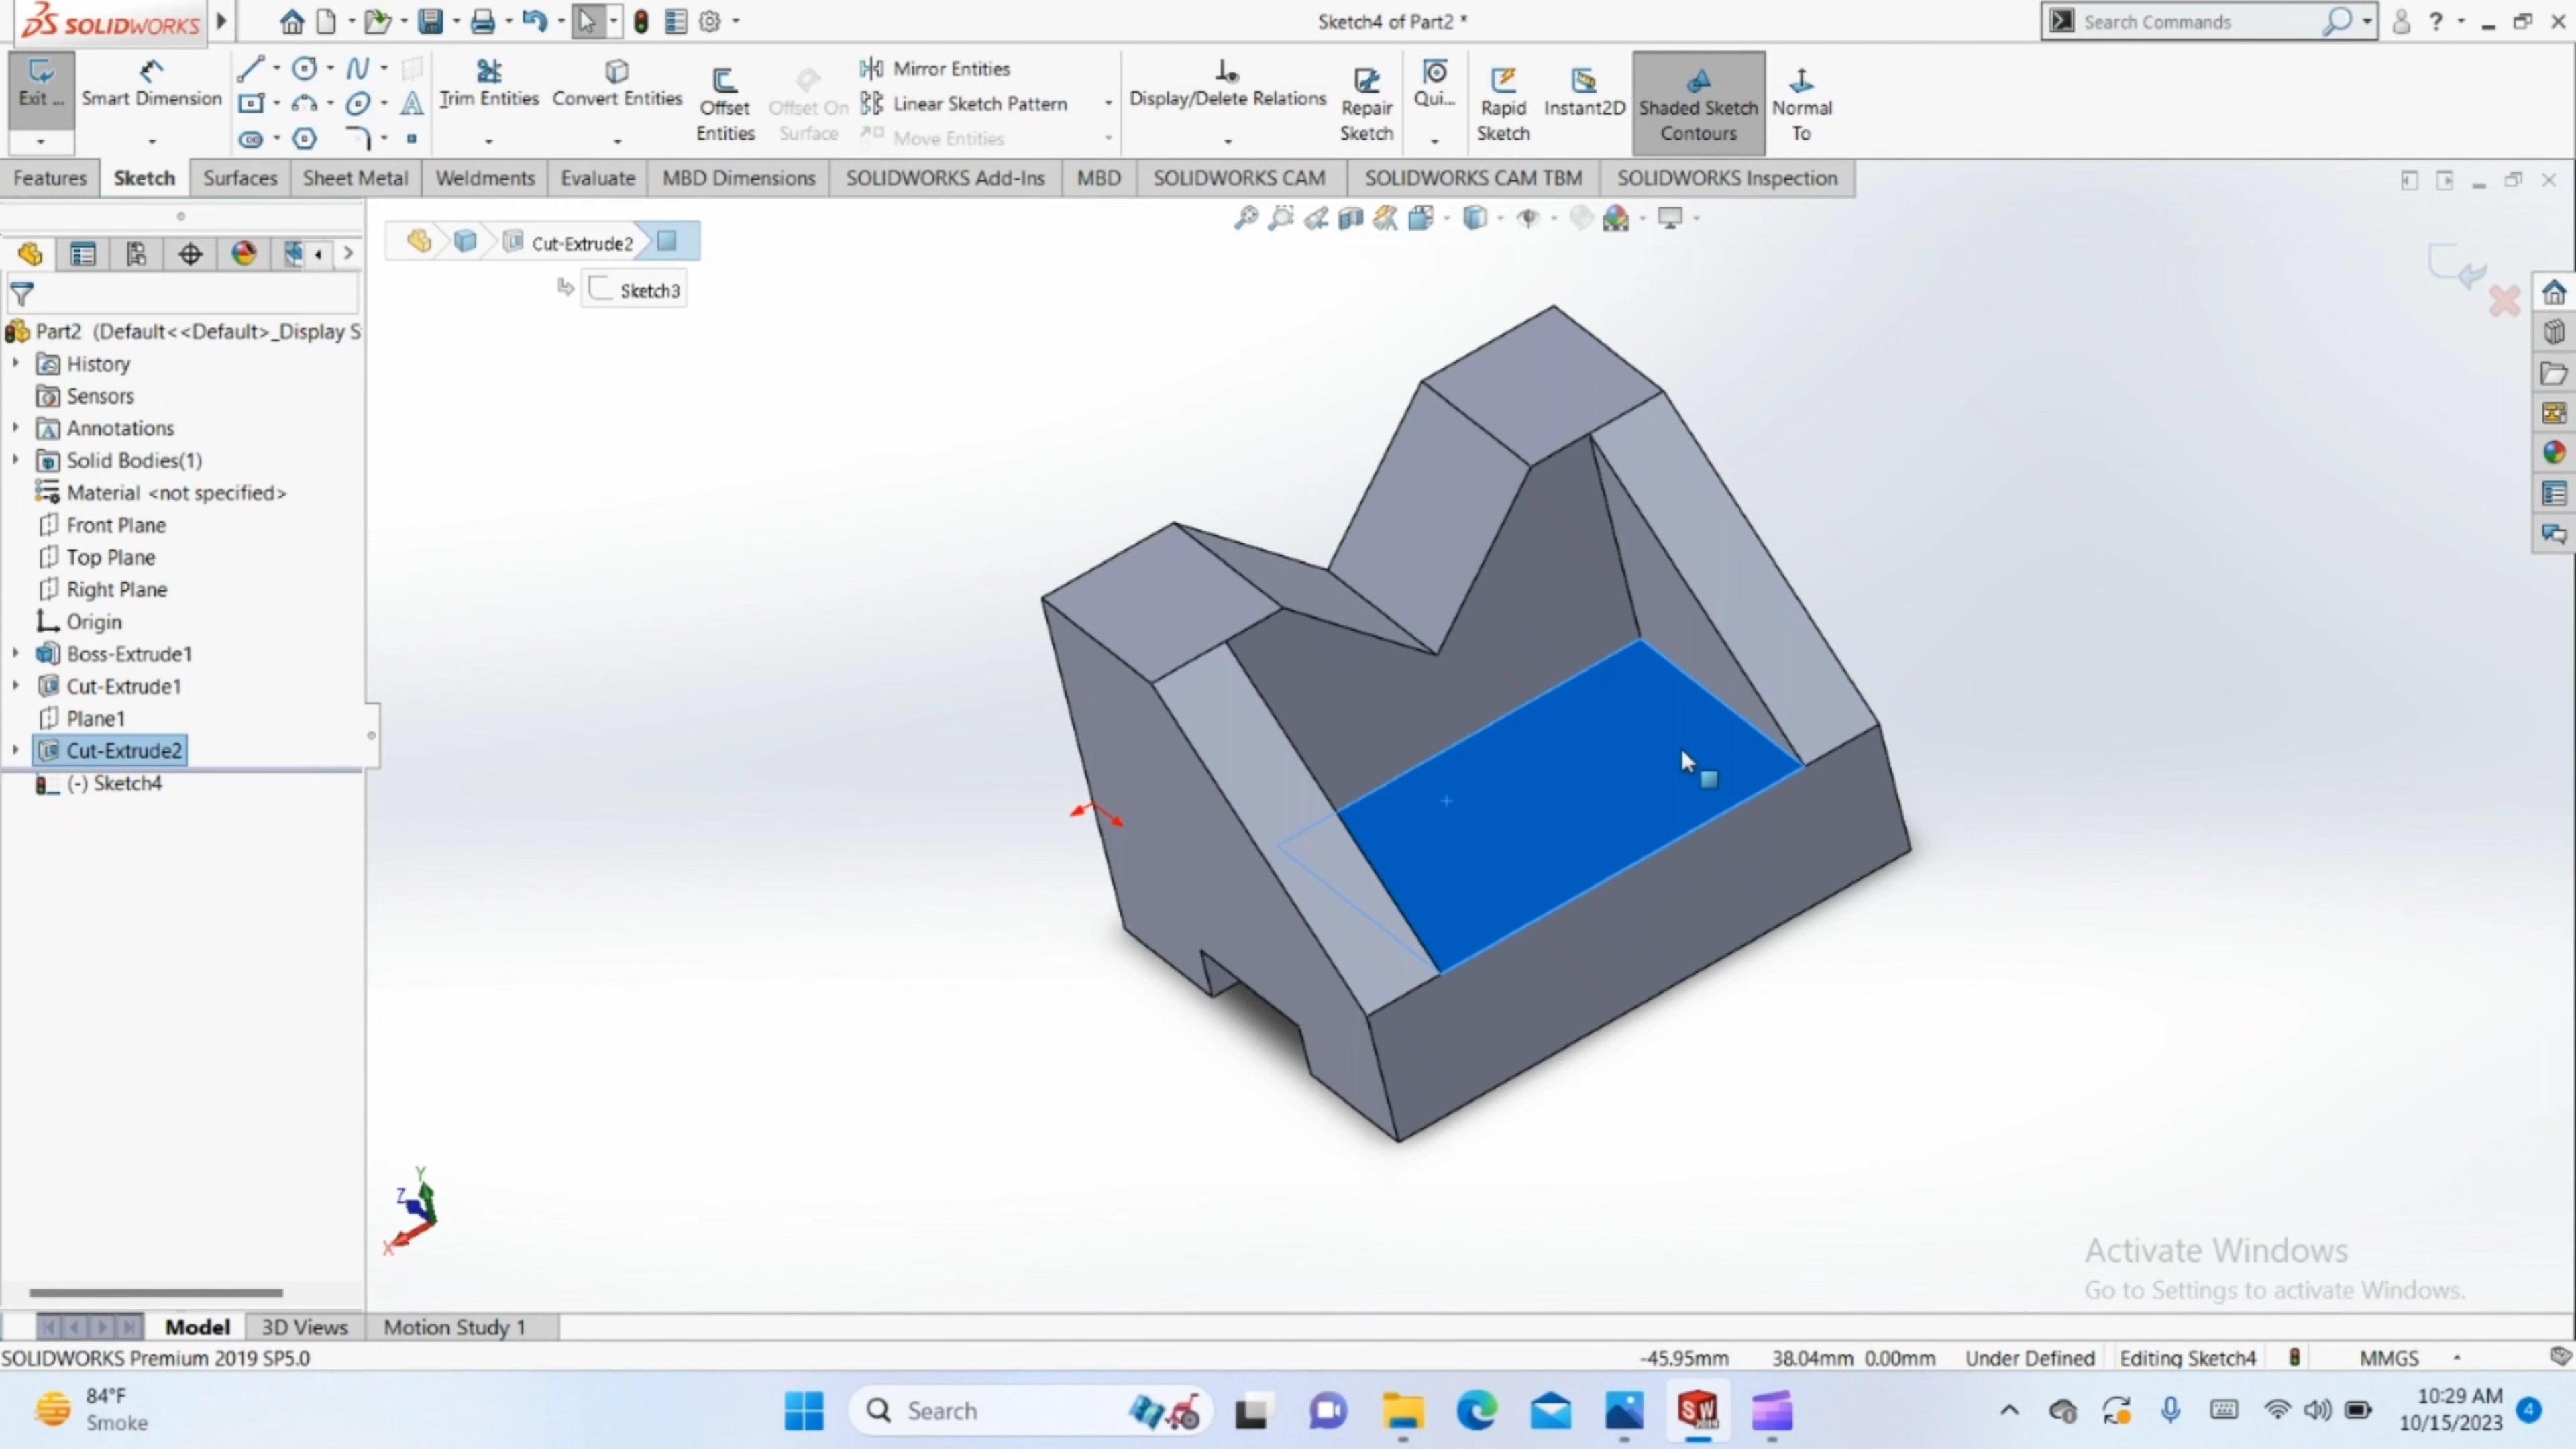 SOLIDWORKS
Sketch4 of Part2 *
Search Commands
Exit ...
Smart Dimension
Trim Entities
Convert Entities
Offset Entities
Offset On Surface
Mirror Entities
Linear Sketch Pattern
Move Entities
Display/Delete Relations
Repair Sketch
Qui...
Rapid Sketch
Instant2D
Shaded Sketch Contours
Normal To
Features
Sketch
Surfaces
Sheet Metal
Weldments
Evaluate
MBD Dimensions
SOLIDWORKS Add-Ins
MBD
SOLIDWORKS CAM
SOLIDWORKS CAM TBM
SOLIDWORKS Inspection
Cut-Extrude2
Sketch3
Part2 (Default<<Default>_Display S
History
Sensors
Annotations
Solid Bodies(1)
Material <not specified>
Front Plane
Top Plane
Right Plane
Origin
Boss-Extrude1
Cut-Extrude1
Plane1
Cut-Extrude2
(-) Sketch4
Y
Z
X
Activate Windows
Go to Settings to activate Windows.
Model
3D Views
Motion Study 1
SOLIDWORKS Premium 2019 SP5.0
-45.95mm
38.04mm 0.00mm
Under Defined
Editing Sketch4
MMGS
84°F
Smoke
Search
SW
2019
10:29 AM
10/15/2023
4